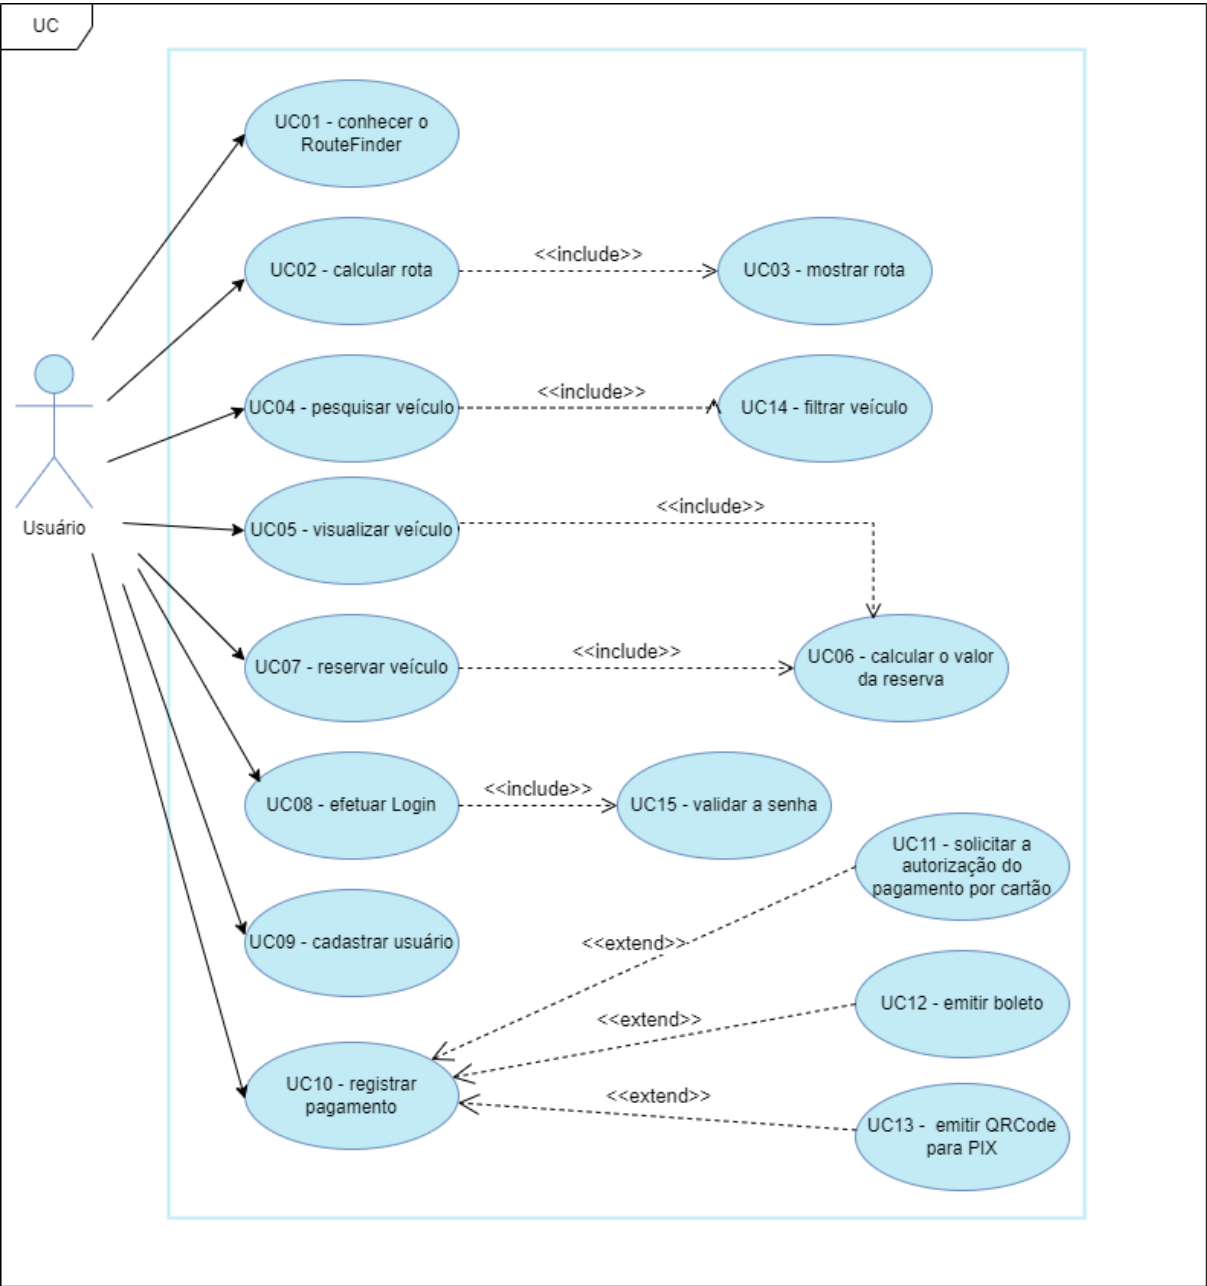 UC
UC01 - conhecer o
RouteFinder
UC02 - calcular rota
<<include>>
UC03 - mostrar rota
UC04 - pesquisar veículo
<<include>>
UC14 - filtrar veículo
Usuário
UC05 - visualizar veículo
<<include>>
UC07 - reservar veículo
<<include>>
UC06 - calcular o valor
da reserva
UC08 - efetuar Login
<<include>>
UC15 - validar a senha
UC11 - solicitar a
autorização do
pagamento por cartão
UC09 - cadastrar usuário
<<extend>>
UC12 - emitir boleto
<<extend>>
UC10 - registrar
pagamento
<<extend>>
UC13 - emitir QRCode
para PIX